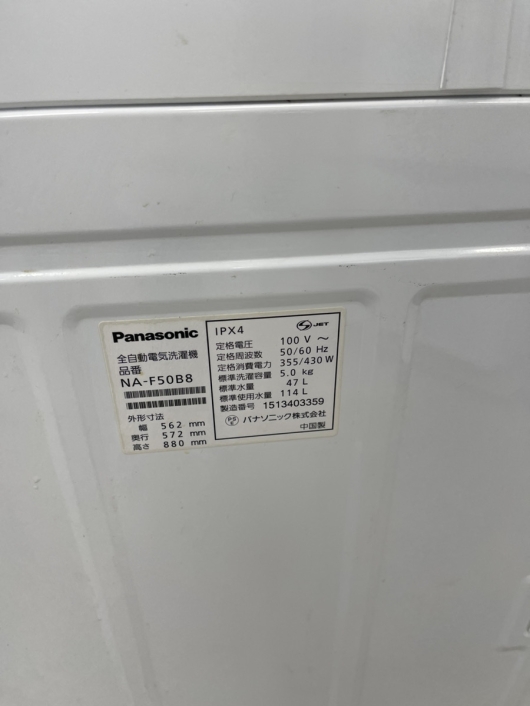 Panasonic
全自動電気洗濯機
品番
NA-F50B8
外形寸法
幅 562 mm
奥行 572 mm
高さ 880 mm
IPX4
JET
定格電圧 100 V ～
定格周波数 50/60 Hz
定格消費電力 355/430 W
標準洗濯容量 5.0 kg
標準水量 47 L
標準使用水量 114 L
製造番号 1513403359
PS E パナソニック株式会社
中国製